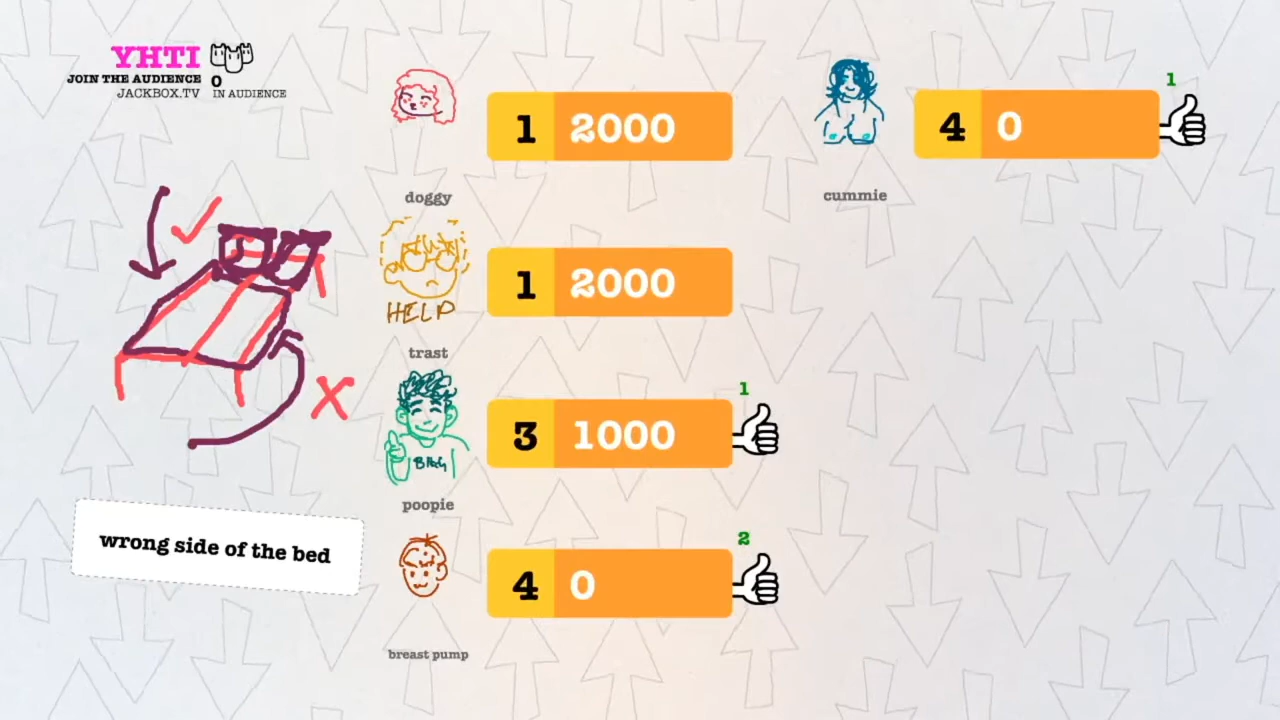 YHTI
JOIN THE AUDIENCE
JACKBOX.TV
0
IN AUDIENCE
1 2000
doggy
HELP
1 2000
trast
3 1000
1
poopie
4 0
2
breast pump
4 0
1
cummie
wrong side of the bed